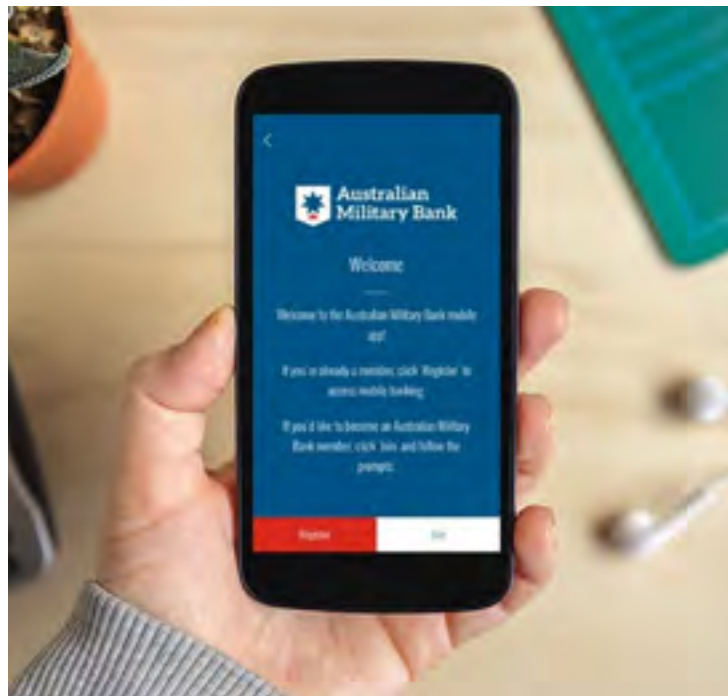 Australian
Military Bank
Welcome
Welcome to the Australian Military Bank mobile
app!
If you're already a member, click 'Register' to
access mobile banking.
If you'd like to become an Australian Military
Bank member, click 'Join' and follow the
prompts.
Register
Join